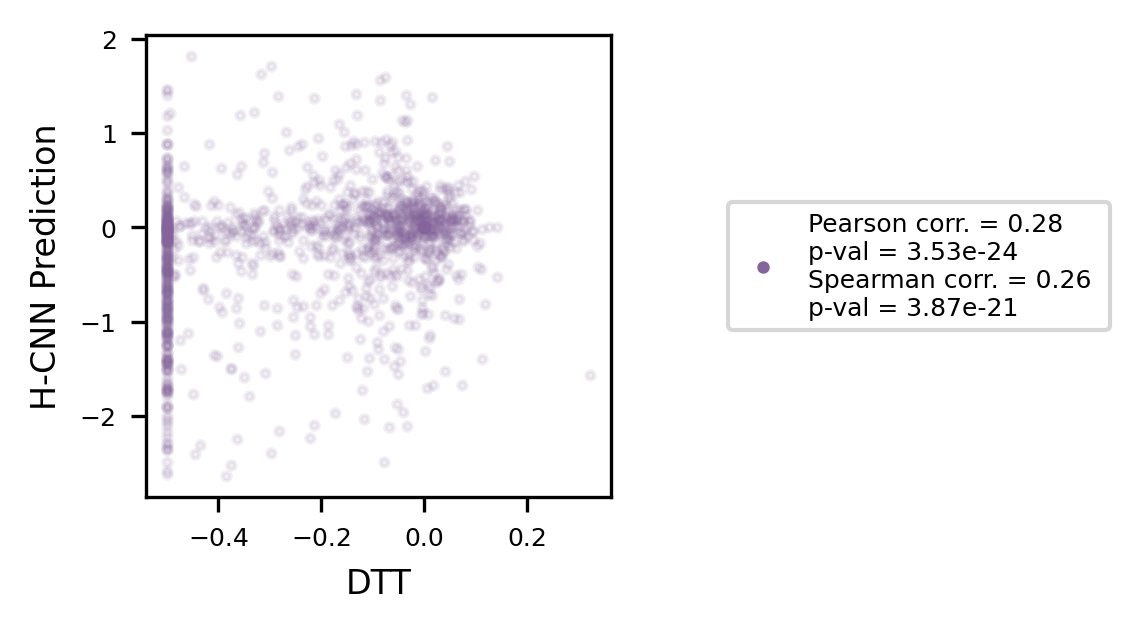 2
1
0
−1
−2
H-CNN Prediction
−0.4
−0.2
0.0
0.2
DTT
Pearson corr. = 0.28
p-val = 3.53e-24
Spearman corr. = 0.26
p-val = 3.87e-21